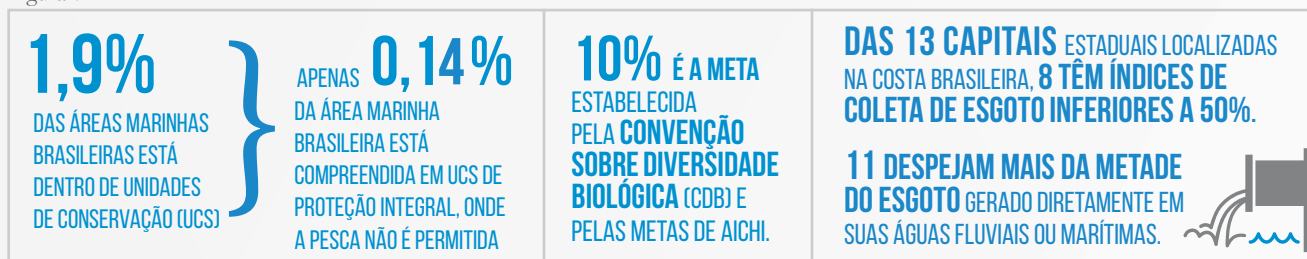 1,9%
DAS ÁREAS MARINHAS
BRASILEIRAS ESTÁ
DENTRO DE UNIDADES
DE CONSERVAÇÃO (UCS)
APENAS 0,14%
DA ÁREA MARINHA
BRASILEIRA ESTÁ
COMPREENDIDA EM UCS DE
PROTEÇÃO INTEGRAL, ONDE
A PESCA NÃO É PERMITIDA
10% É A META
ESTABELECIDA
PELA CONVENÇÃO
SOBRE DIVERSIDADE
BIOLÓGICA (CDB) E
PELAS METAS DE AICHI.
DAS 13 CAPITAIS ESTADUAIS LOCALIZADAS
NA COSTA BRASILEIRA, 8 TÊM ÍNDICES DE
COLETA DE ESGOTO INFERIORES A 50%.
11 DESPEJAM MAIS DA METADE
DO ESGOTO GERADO DIRETAMENTE EM
SUAS ÁGUAS FLUVIAIS OU MARÍTIMAS.